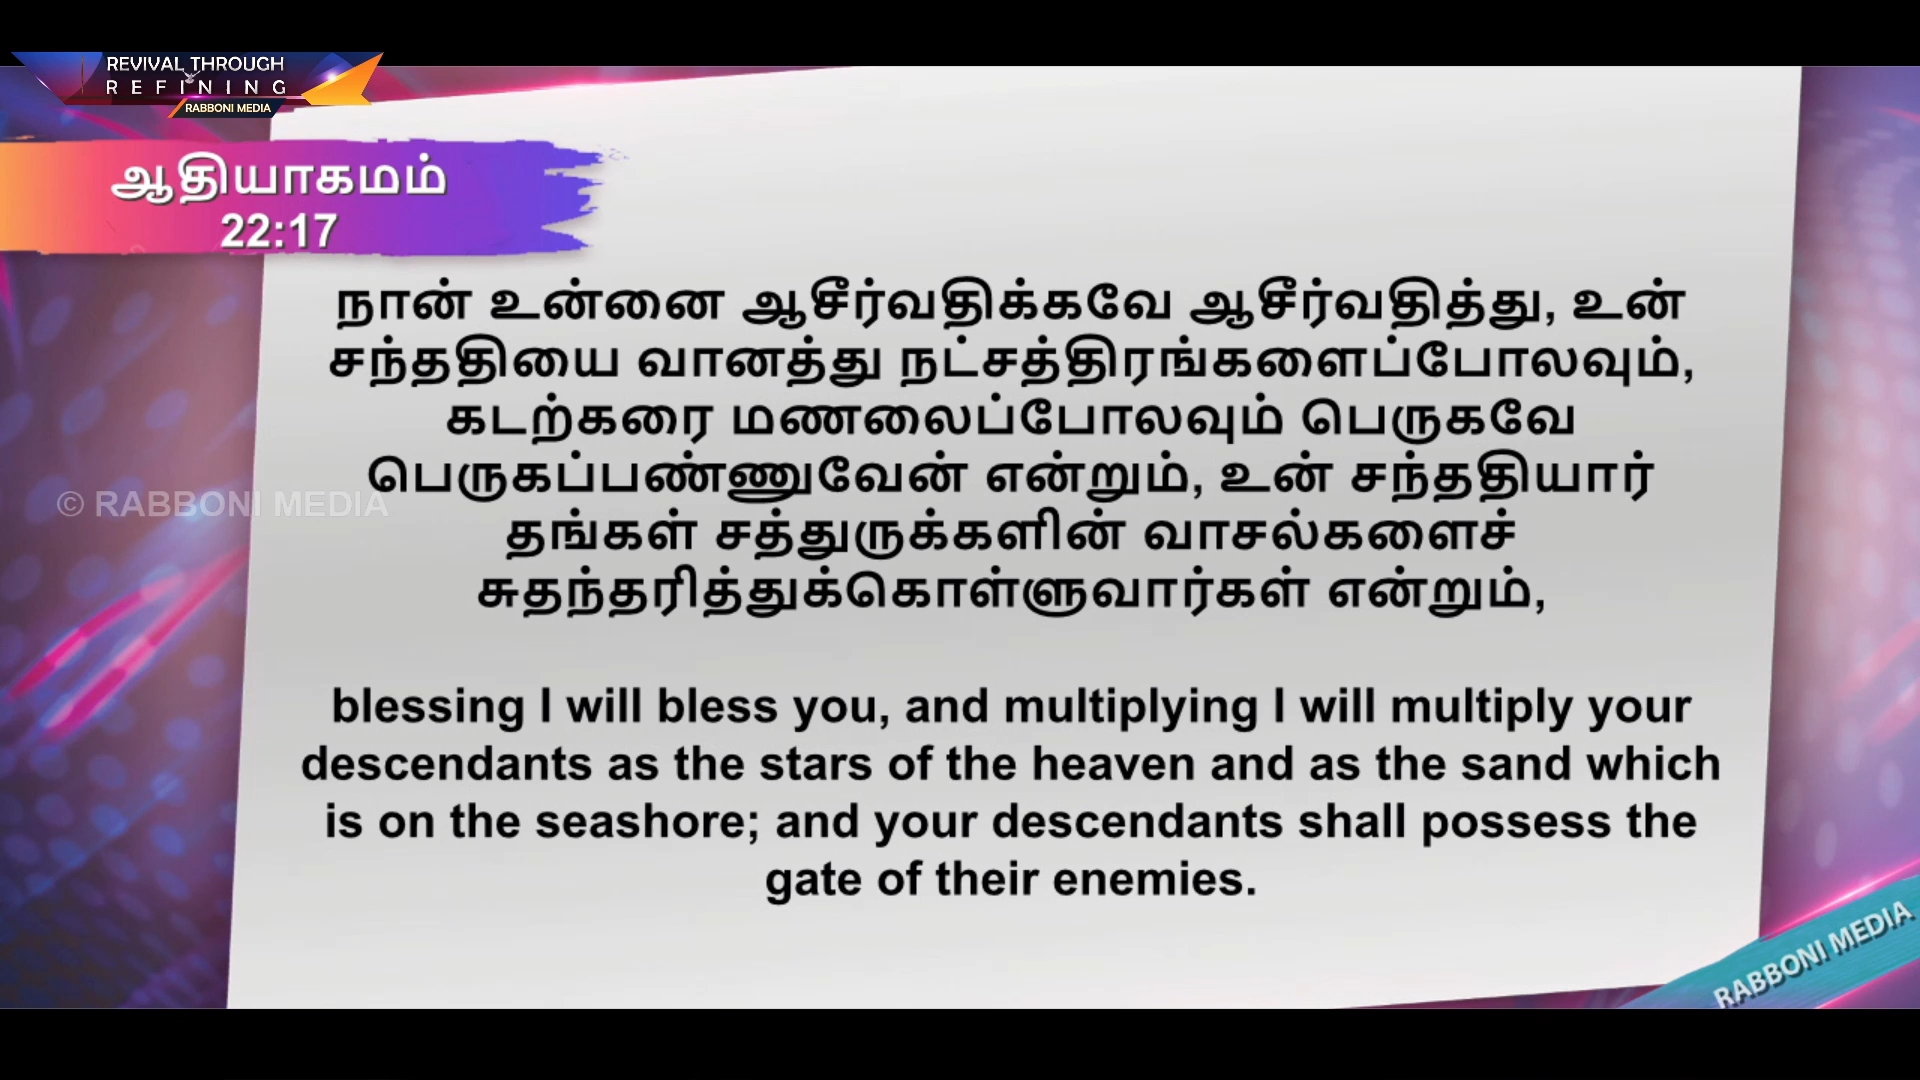 REVIVAL THROUGH
REFINING
RABBONI MEDIA
ஆதியாகமம்
22:17
நான் உன்னை ஆசீர்வதிக்கவே ஆசீர்வதித்து, உன்
சந்ததியை வானத்து நட்சத்திரங்களைப்போலவும்,
கடற்கரை மணலைப்போலவும் பெருகவே
பெருகப்பண்ணுவேன் என்றும், உன் சந்ததியார்
தங்கள் சத்துருக்களின் வாசல்களைச்
சுதந்தரித்துக்கொள்ளுவார்கள் என்றும்,
© RABBONI MEDIA
blessing I will bless you, and multiplying I will multiply your
descendants as the stars of the heaven and as the sand which
is on the seashore; and your descendants shall possess the
gate of their enemies.
RABBONI MEDIA